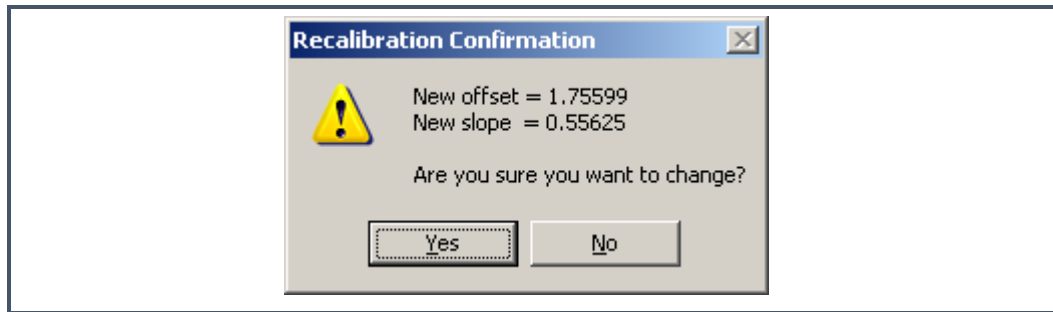 Recalibration Confirmation
New offset = 1.75599
New slope = 0.55625
Are you sure you want to change?
Yes No